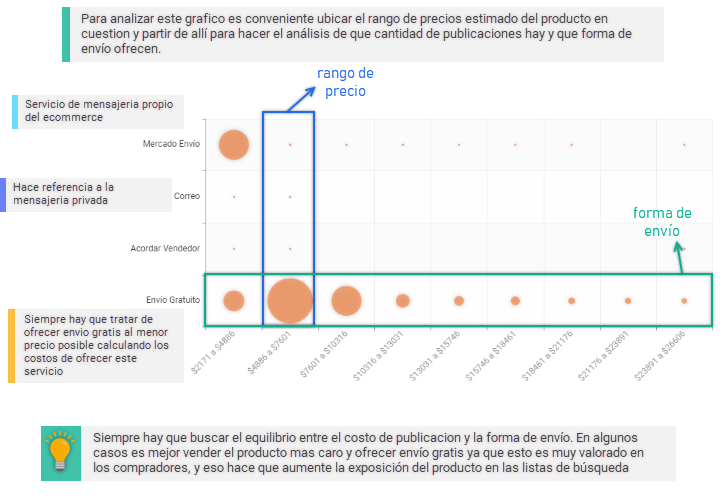 Para analizar este grafico es conveniente ubicar el rango de precios estimado del producto en
cuestion y partir de allí para hacer el análisis de que cantidad de publicaciones hay y que forma de
envío ofrecen.
rango de
precio
Servicio de mensajeria propio
del ecommerce
Mercado Envío
Hace referencia a la
mensajeria privada
Correo
forma de
envío
Acordar Vendedor
Envío Gratuito
Siempre hay que tratar de
ofrecer envio gratis al menor
precio posible calculando los
costos de ofrecer este
servicio
$2171 a $4886
$4886 a $7601
$7601 a $10316
$10316 a $13031
$13031 a $15746
$15746 a $18461
$18461 a $21176
$21176 a $23891
$23891 a $26606
Siempre hay que buscar el equilibrio entre el costo de publicacion y la forma de envío. En algunos
casos es mejor vender el producto mas caro y ofrecer envío gratis ya que esto es muy valorado en
los compradores, y eso hace que aumente la exposición del producto en las listas de búsqueda